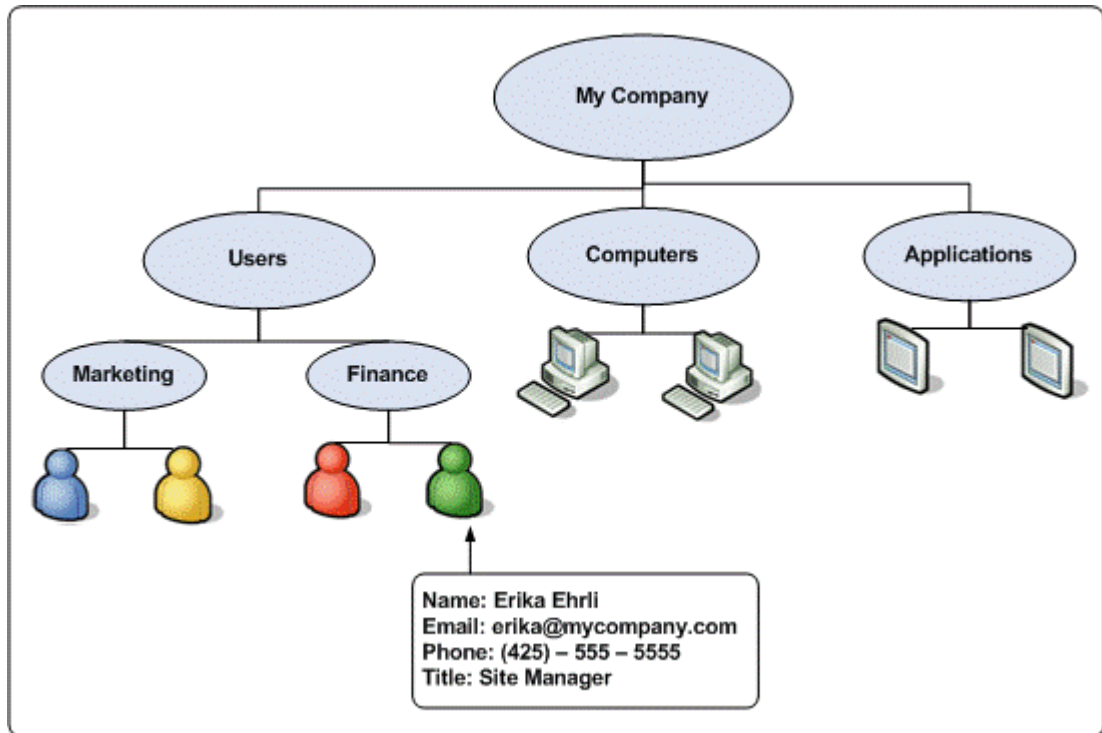 My Company
Users
Computers
Applications
Marketing
Finance
Name: Erika Ehrli
Email: erika@mycompany.com
Phone: (425) – 555 – 5555
Title: Site Manager